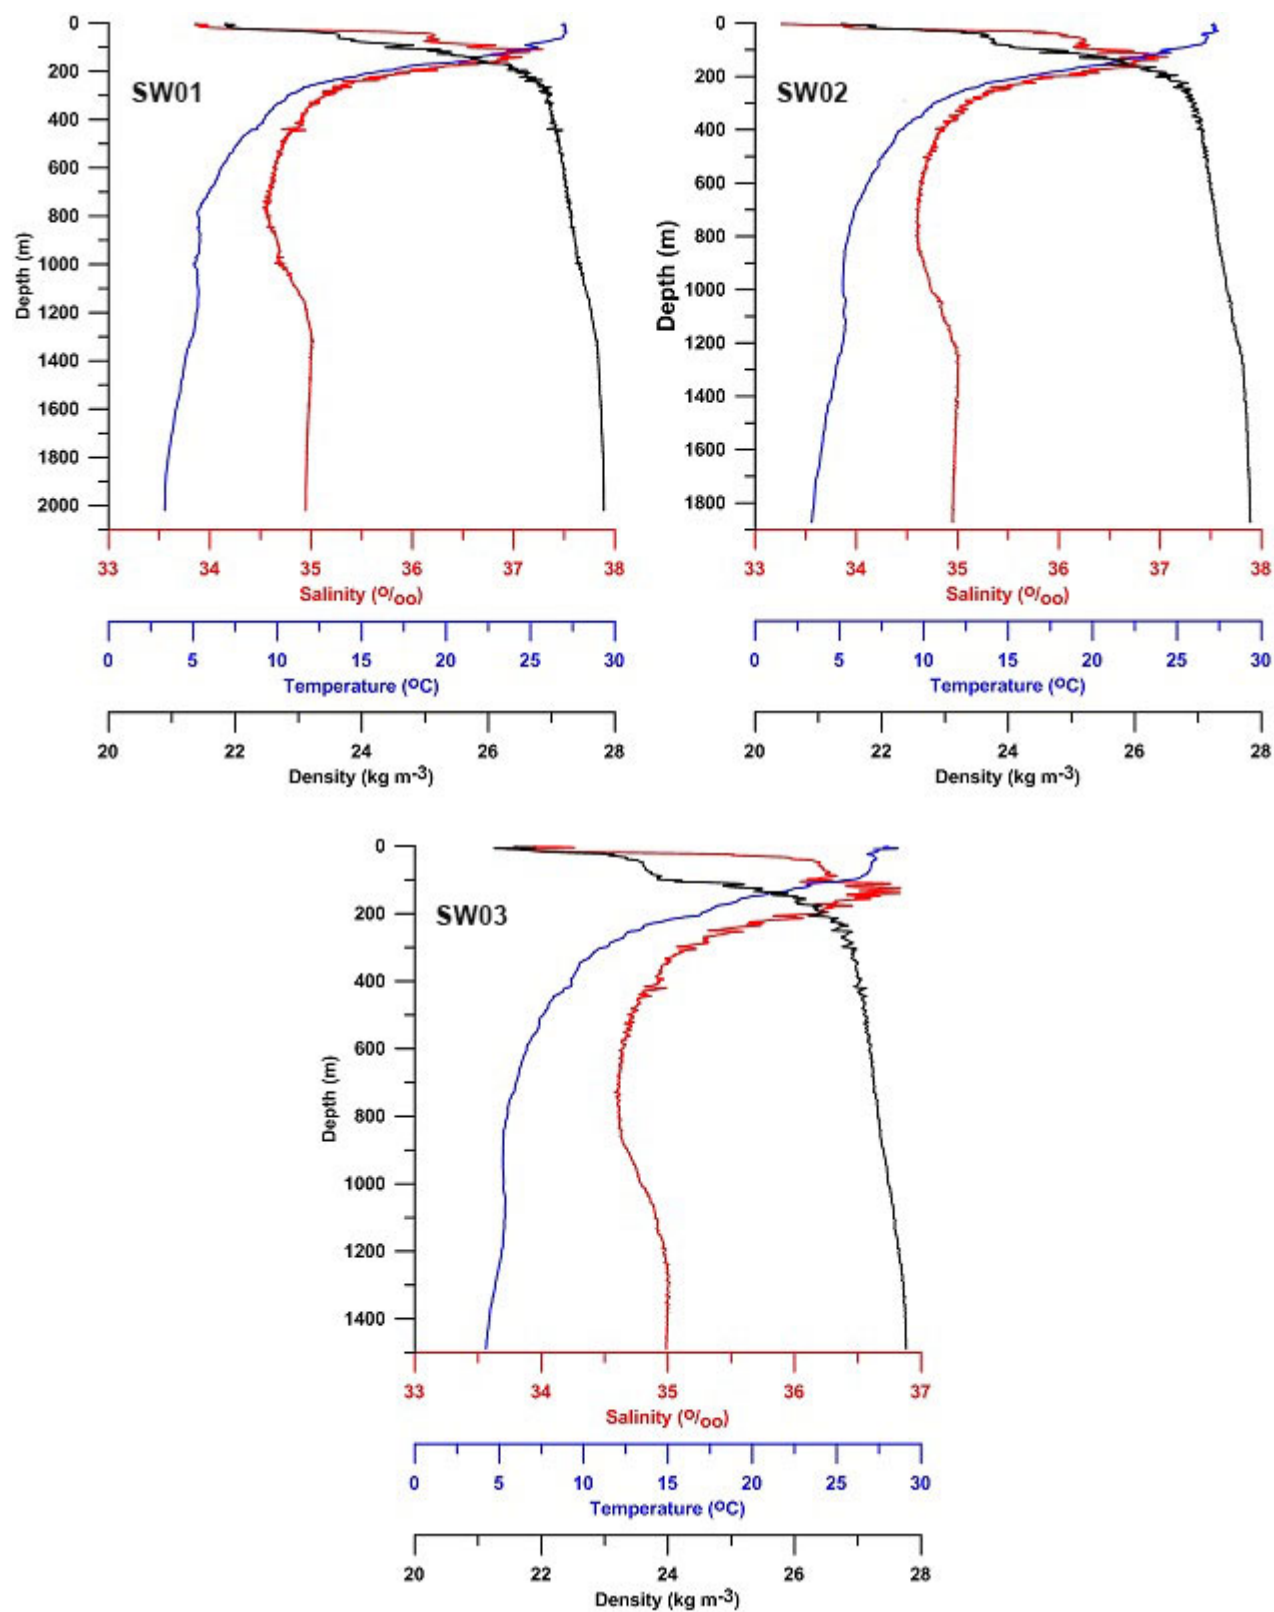 SW01
0
200
400
600
800
1000
1200
1400
1600
1800
2000
Depth (m)
33 34 35 36 37 38
Salinity (o/oo)
0 5 10 15 20 25 30
Temperature (oC)
20 22 24 26 28
Density (kg m-3)
SW02
0
200
400
600
800
1000
1200
1400
1600
1800
Depth (m)
33 34 35 36 37 38
Salinity (o/oo)
0 5 10 15 20 25 30
Temperature (oC)
20 22 24 26 28
Density (kg m-3)
SW03
0
200
400
600
800
1000
1200
1400
Depth (m)
33 34 35 36 37
Salinity (o/oo)
0 5 10 15 20 25 30
Temperature (oC)
20 22 24 26 28
Density (kg m-3)